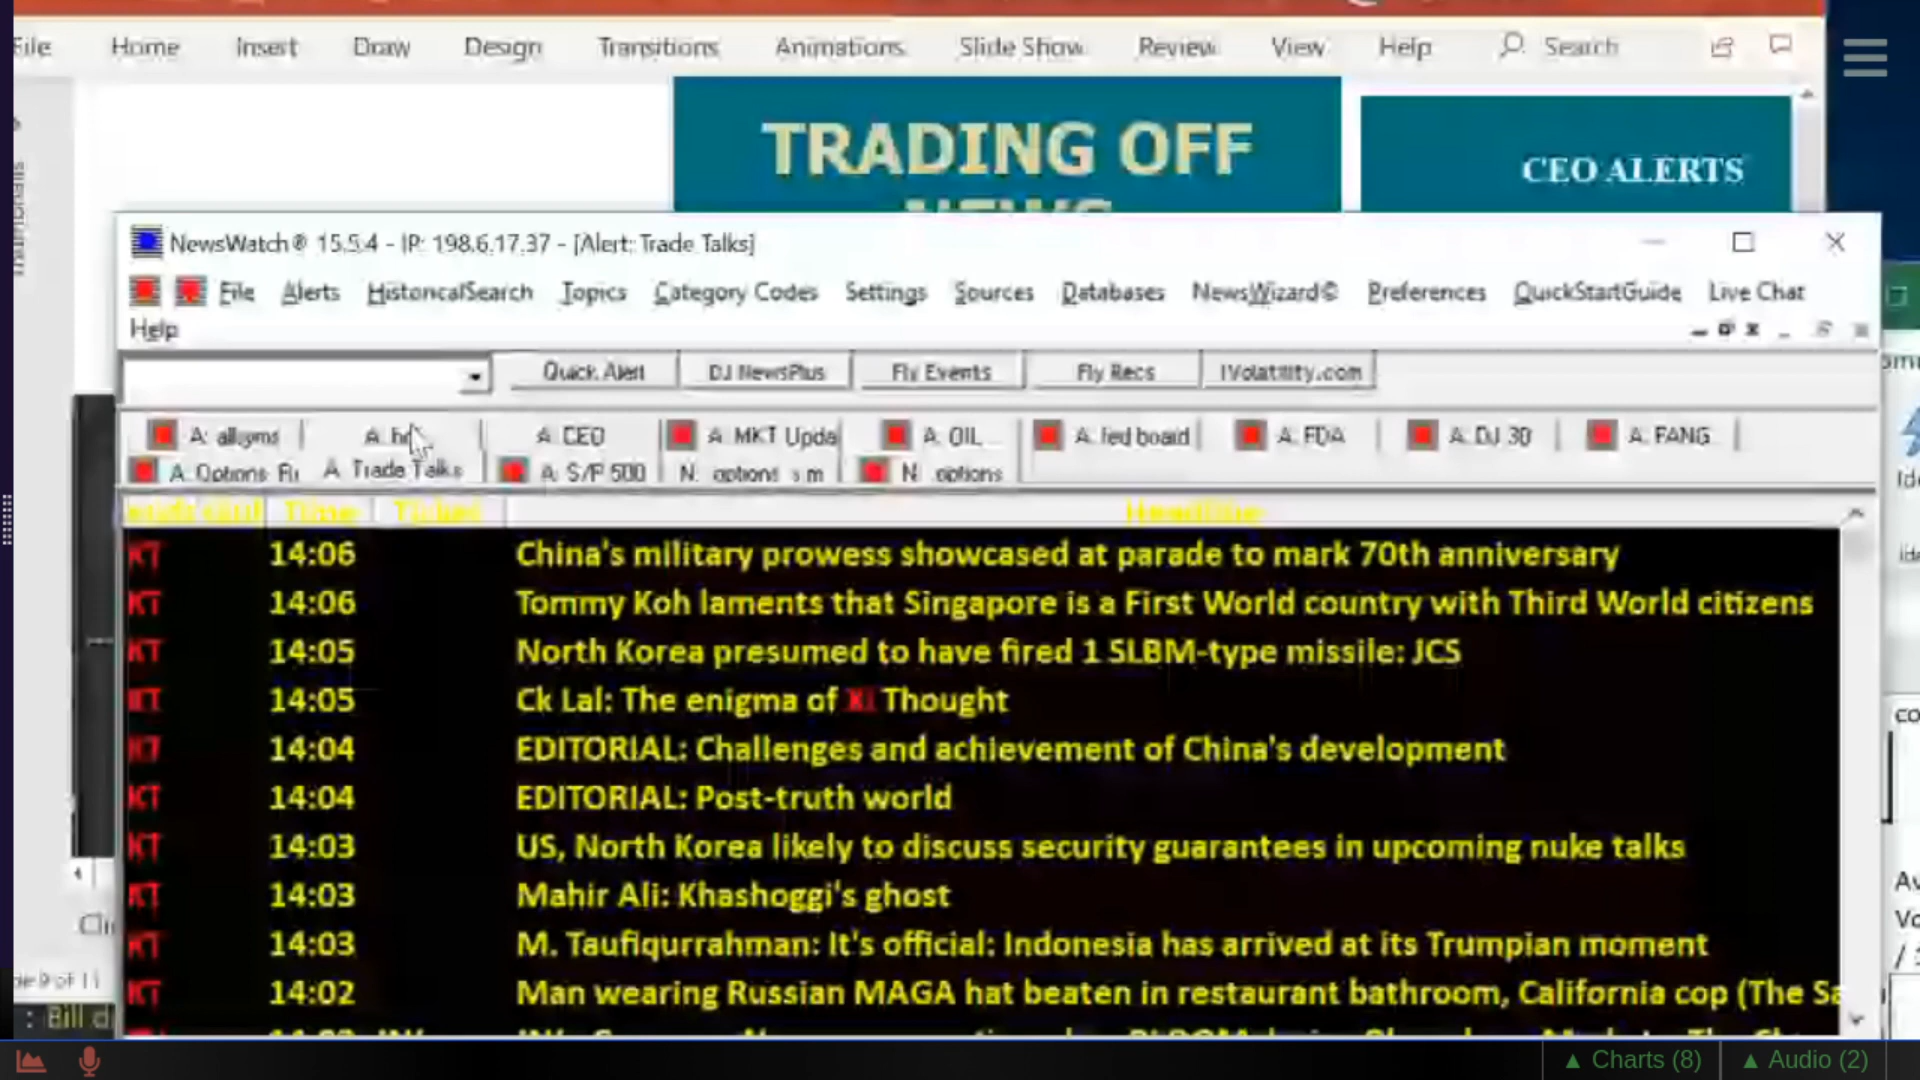 File Home Insert Draw Design Transitions Animations Slide Show Review View Help Search
TRADING OFF
NEWS
CEO ALERTS
NewsWatch® 15.5.4 - IP: 198.6.17.37 - [Alert: Trade Talks]
File Alerts HistoricalSearch Topics Category Codes Settings Sources Databases NewsWizard© Preferences QuickStartGuide Live Chat
Help
Quick Alert DJ NewsPlus Fly Events Fly Recs IVolatility.com
A: A. CEO A. MKT Upda A. OIL A. fed board A. FDA A. DJ 30 A. FANG
A. Options A. Trade Talks A. S/P 500 N. options N. options
Time Ticker Headline
KT 14:06 China's military prowess showcased at parade to mark 70th anniversary
KT 14:06 Tommy Koh laments that Singapore is a First World country with Third World citizens
KT 14:05 North Korea presumed to have fired 1 SLBM-type missile: JCS
KT 14:05 Ck Lal: The enigma of Xi Thought
KT 14:04 EDITORIAL: Challenges and achievement of China's development
KT 14:04 EDITORIAL: Post-truth world
KT 14:03 US, North Korea likely to discuss security guarantees in upcoming nuke talks
KT 14:03 Mahir Ali: Khashoggi's ghost
KT 14:03 M. Taufiqurrahman: It's official: Indonesia has arrived at its Trumpian moment
KT 14:02 Man wearing Russian MAGA hat beaten in restaurant bathroom, California cop (The Sa
: Bill d
▲ Charts (8) ▲ Audio (2)